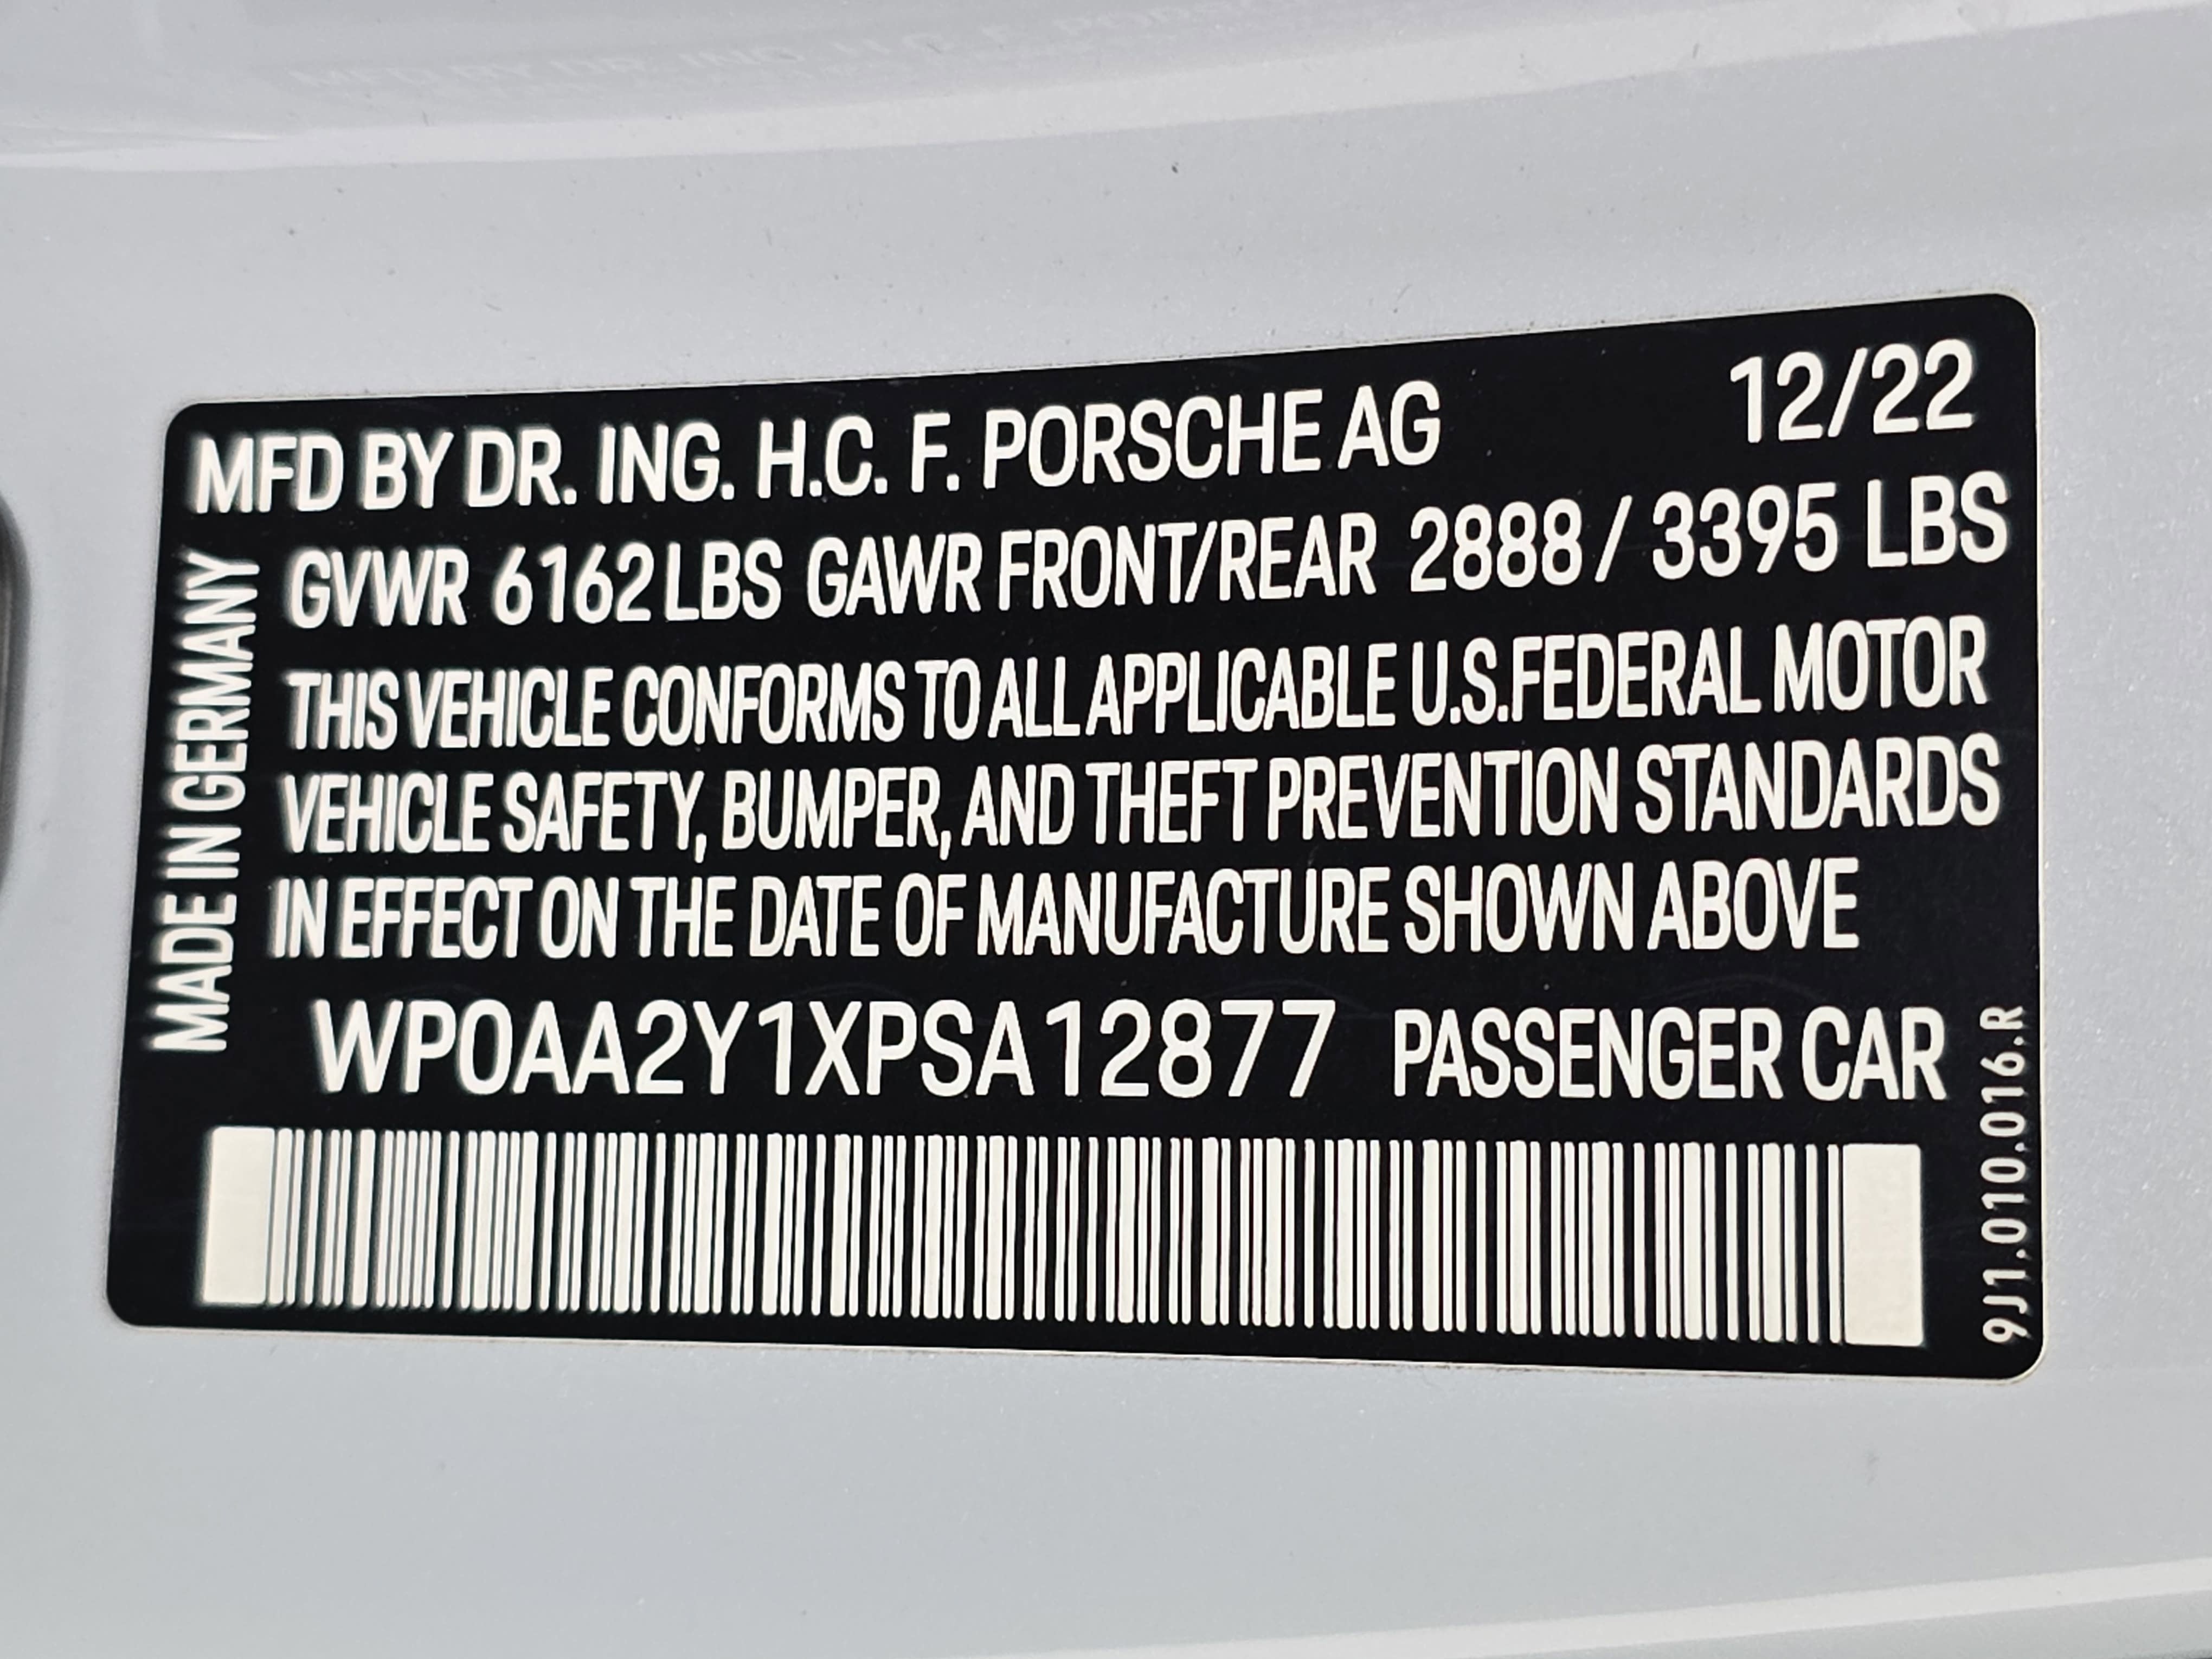 MFD BY DR. ING. H.C. F. PORSCHE AG 12/22
GVWR 6162 LBS GAWR FRONT/REAR 2888 / 3395 LBS
THIS VEHICLE CONFORMS TO ALL APPLICABLE U.S.FEDERAL MOTOR
VEHICLE SAFETY, BUMPER, AND THEFT PREVENTION STANDARDS
IN EFFECT ON THE DATE OF MANUFACTURE SHOWN ABOVE
WP0AA2Y1XPSA12877 PASSENGER CAR
MADE IN GERMANY
9J1.010.016.R